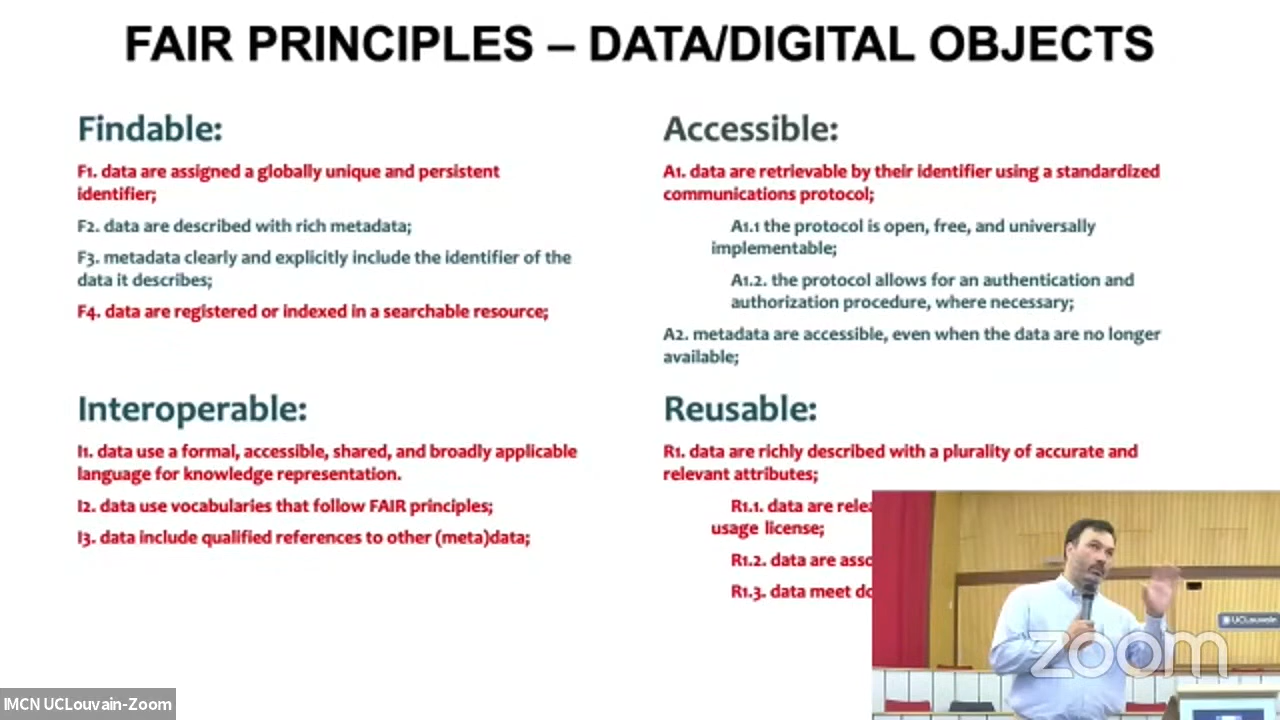 FAIR PRINCIPLES – DATA/DIGITAL OBJECTS
Findable:
F1. data are assigned a globally unique and persistent
identifier;
F2. data are described with rich metadata;
F3. metadata clearly and explicitly include the identifier of the
data it describes;
F4. data are registered or indexed in a searchable resource;
Accessible:
A1. data are retrievable by their identifier using a standardized
communications protocol;
A1.1 the protocol is open, free, and universally
implementable;
A1.2. the protocol allows for an authentication and
authorization procedure, where necessary;
A2. metadata are accessible, even when the data are no longer
available;
Interoperable:
I1. data use a formal, accessible, shared, and broadly applicable
language for knowledge representation.
I2. data use vocabularies that follow FAIR principles;
I3. data include qualified references to other (meta)data;
Reusable:
R1. data are richly described with a plurality of accurate and
relevant attributes;
R1.1. data are
usage license;
R1.2. data are
R1.3. data meet
UCLouvain
zoom
IMCN UCLouvain-Zoom